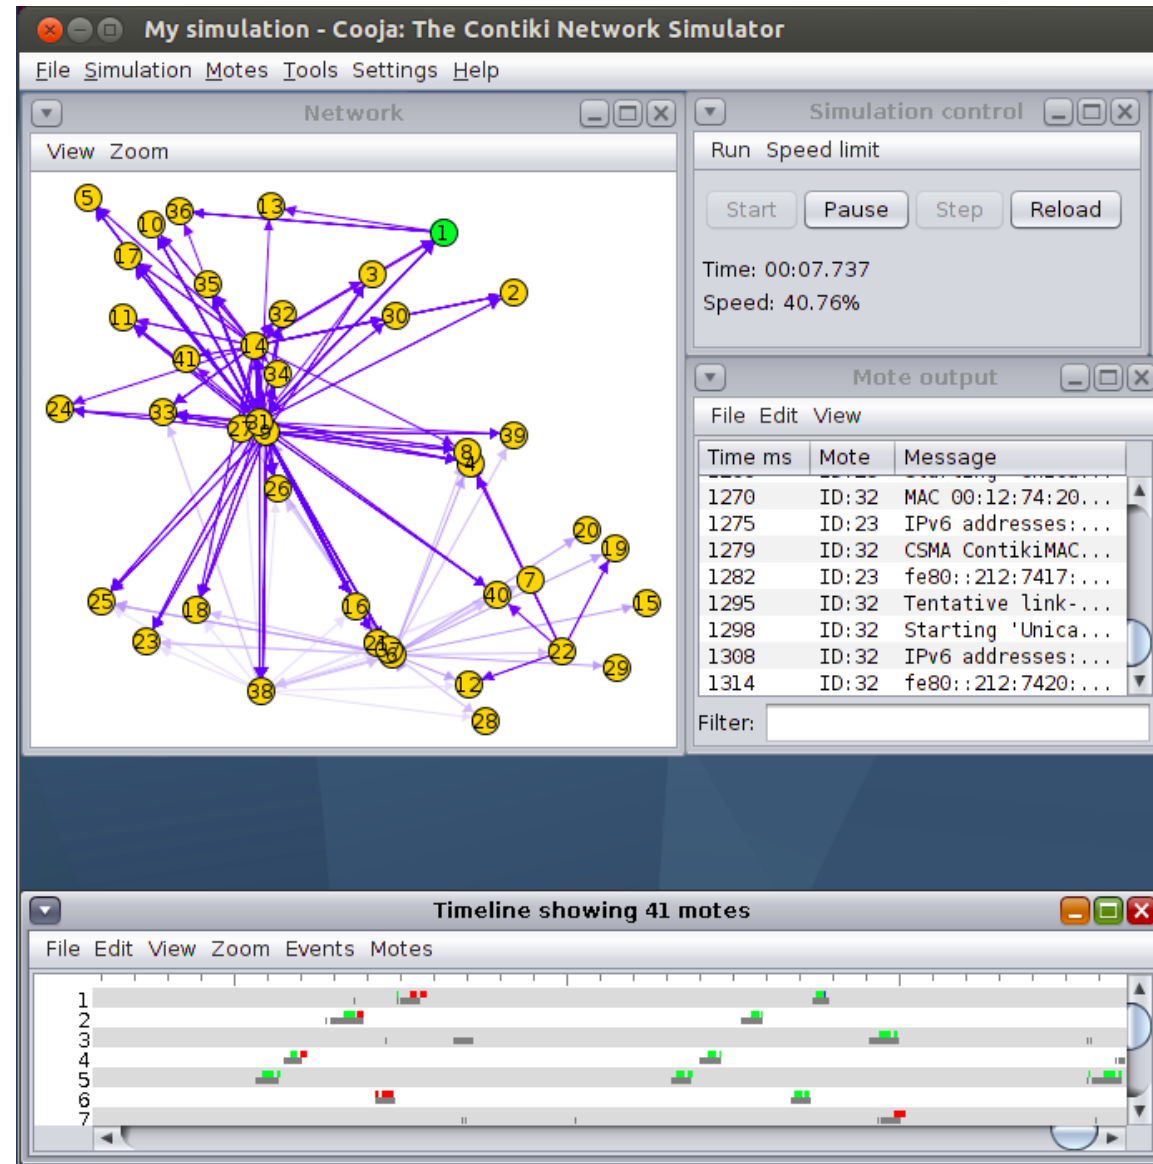 My simulation - Cooja: The Contiki Network Simulator
File Simulation Motes Tools Settings Help
Network
View Zoom
5
36
13
10
1
17
3
35
2
32
30
11
14
41
34
24
33
31
27
9
39
8
4
26
20
19
7
40
25
18
16
15
23
21
37
6
22
29
12
38
28
Simulation control
Run Speed limit
Start Pause Step Reload
Time: 00:07.737
Speed: 40.76%
Mote output
File Edit View
Time ms Mote Message
1270 ID:32 MAC 00:12:74:20...
1275 ID:23 IPv6 addresses:...
1279 ID:32 CSMA ContikiMAC...
1282 ID:23 fe80::212:7417:...
1295 ID:32 Tentative link-...
1298 ID:32 Starting 'Unica...
1308 ID:32 IPv6 addresses:...
1314 ID:32 fe80::212:7420:...
Filter:
Timeline showing 41 motes
File Edit View Zoom Events Motes
1
2
3
4
5
6
7